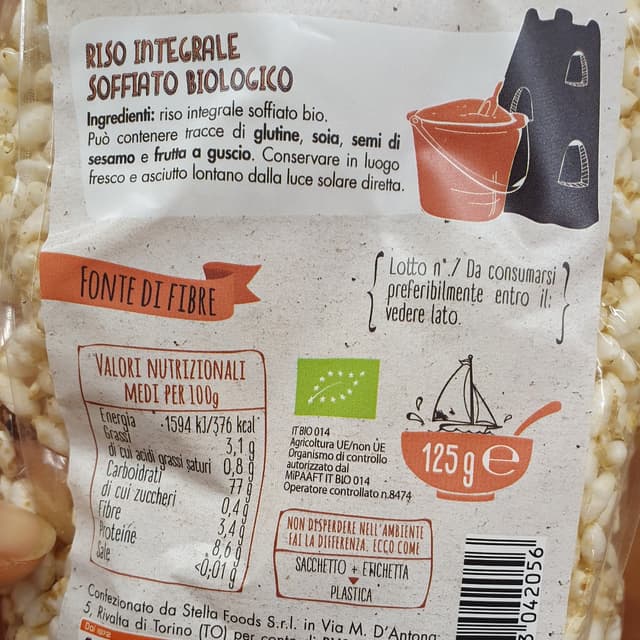 RISO INTEGRALE
SOFFIATO BIOLOGICO
Ingredienti: riso integrale soffiato bio.
Può contenere tracce di glutine, soia, semi di
sesamo e frutta a guscio. Conservare in luogo
fresco e asciutto lontano dalla luce solare diretta.
FONTE DI FIBRE
Lotto n°./ Da consumarsi
preferibilmente entro il:
vedere lato.
VALORI NUTRIZIONALI
MEDI PER 100g
Energia 1594 kJ/376 kcal
Grassi 3,1 g
di cui acidi grassi saturi 0,8 g
Carboidrati 77 g
di cui zuccheri 0,4 g
Fibre 3,4 g
Proteine 8,6 g
Sale <0,01 g
IT BIO 014
Agricoltura UE/non UE
Organismo di controllo
autorizzato dal
MiPAAFT IT BIO 014
Operatore controllato n.8474
125 g e
NON DISPERDERE NELL'AMBIENTE
FAI LA DIFFERENZA, ECCO COME
SACCHETTO + ETICHETTA
PLASTICA
Confezionato da Stella Foods S.r.l. in Via M. D'Antona
5, Rivalta di Torino (TO) per conto di
3 042056